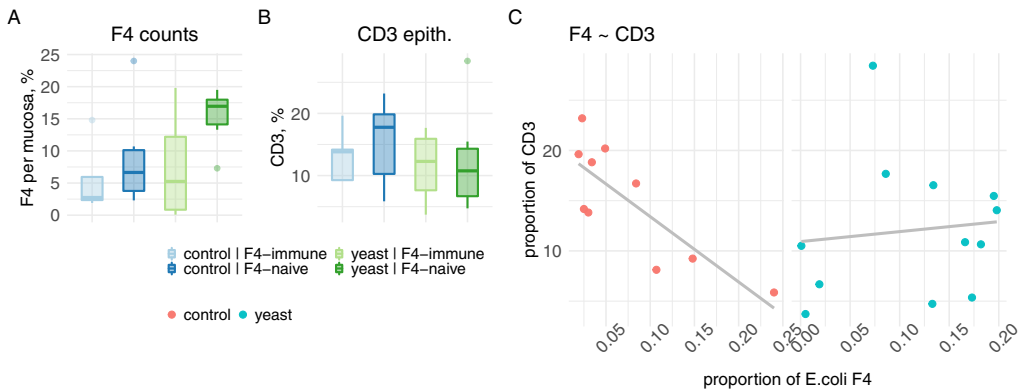 A
F4 counts
F4 per mucosa, %
25
20
15
10
5
0
B
CD3 epith.
CD3, %
20
10
control | F4−immune
yeast | F4−immune
control | F4−naive
yeast | F4−naive
control
yeast
C
F4 ~ CD3
proportion of CD3
20
10
0.05
0.10
0.15
0.20
0.25
0.00
0.05
0.10
0.15
0.20
proportion of E.coli F4